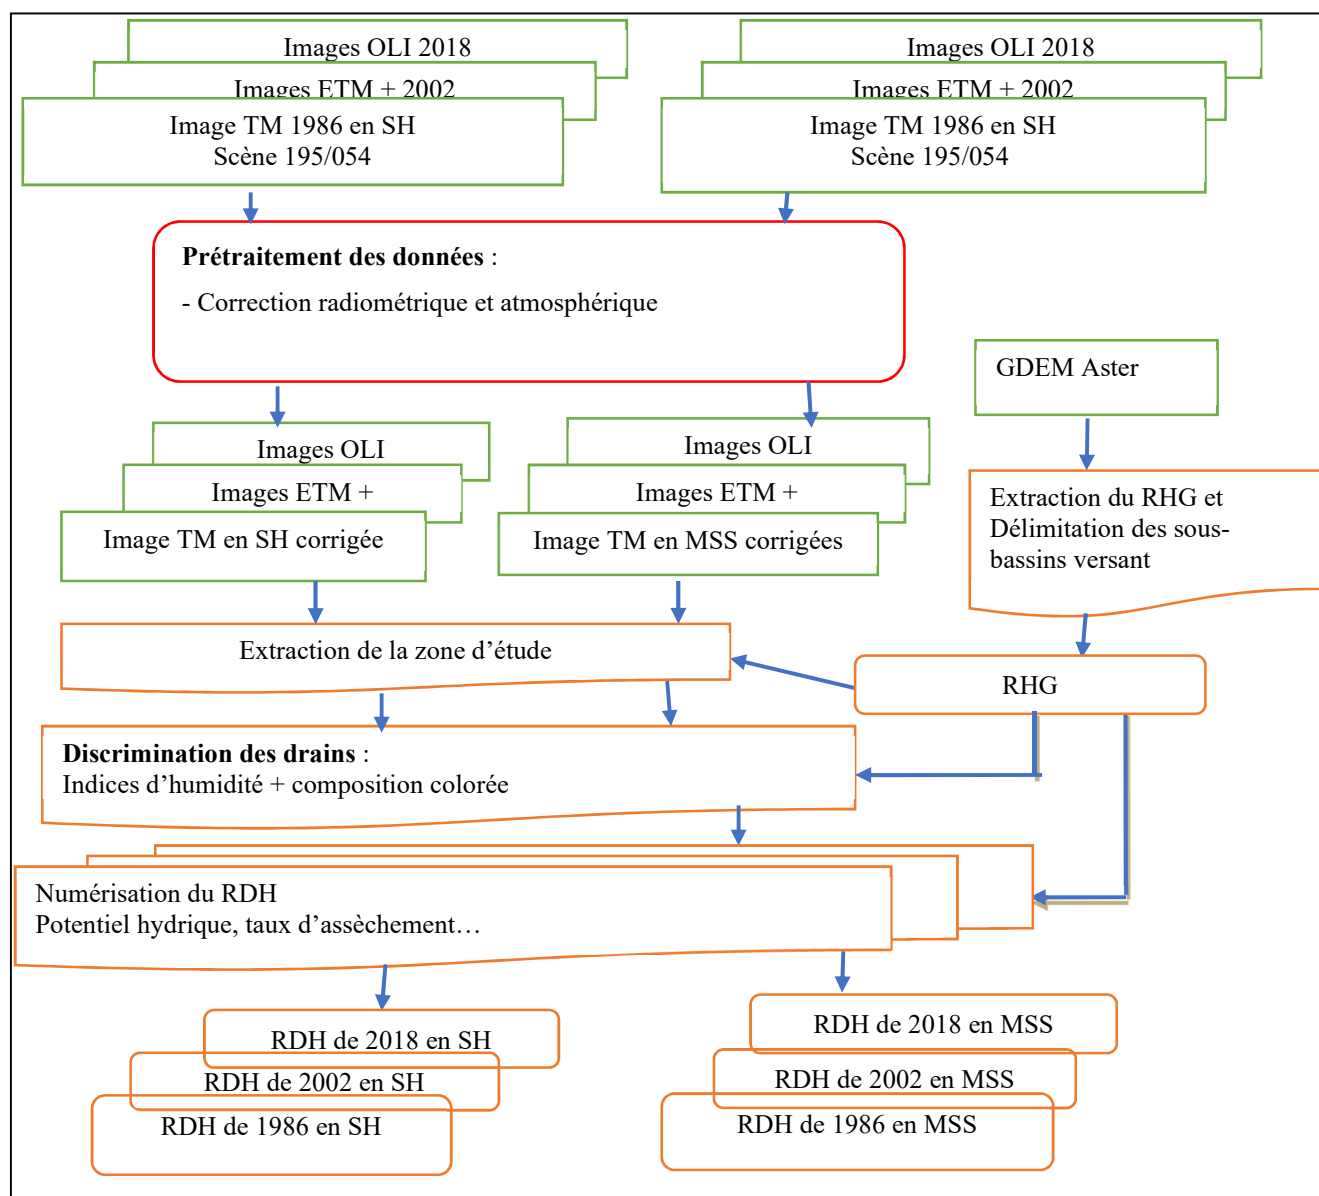 Images OLI 2018
Images ETM + 2002
Image TM 1986 en SH
Scène 195/054
Images OLI 2018
Images ETM + 2002
Image TM 1986 en SH
Scène 195/054
Prétraitement des données :
- Correction radiométrique et atmosphérique
GDEM Aster
Images OLI
Images ETM +
Image TM en SH corrigée
Images OLI
Images ETM +
Image TM en MSS corrigées
Extraction du RHG et
Délimitation des sous-
bassins versant
Extraction de la zone d’étude
RHG
Discrimination des drains :
Indices d’humidité + composition colorée
Numérisation du RDH
Potentiel hydrique, taux d’assèchement…
RDH de 2018 en SH
RDH de 2002 en SH
RDH de 1986 en SH
RDH de 2018 en MSS
RDH de 2002 en MSS
RDH de 1986 en MSS